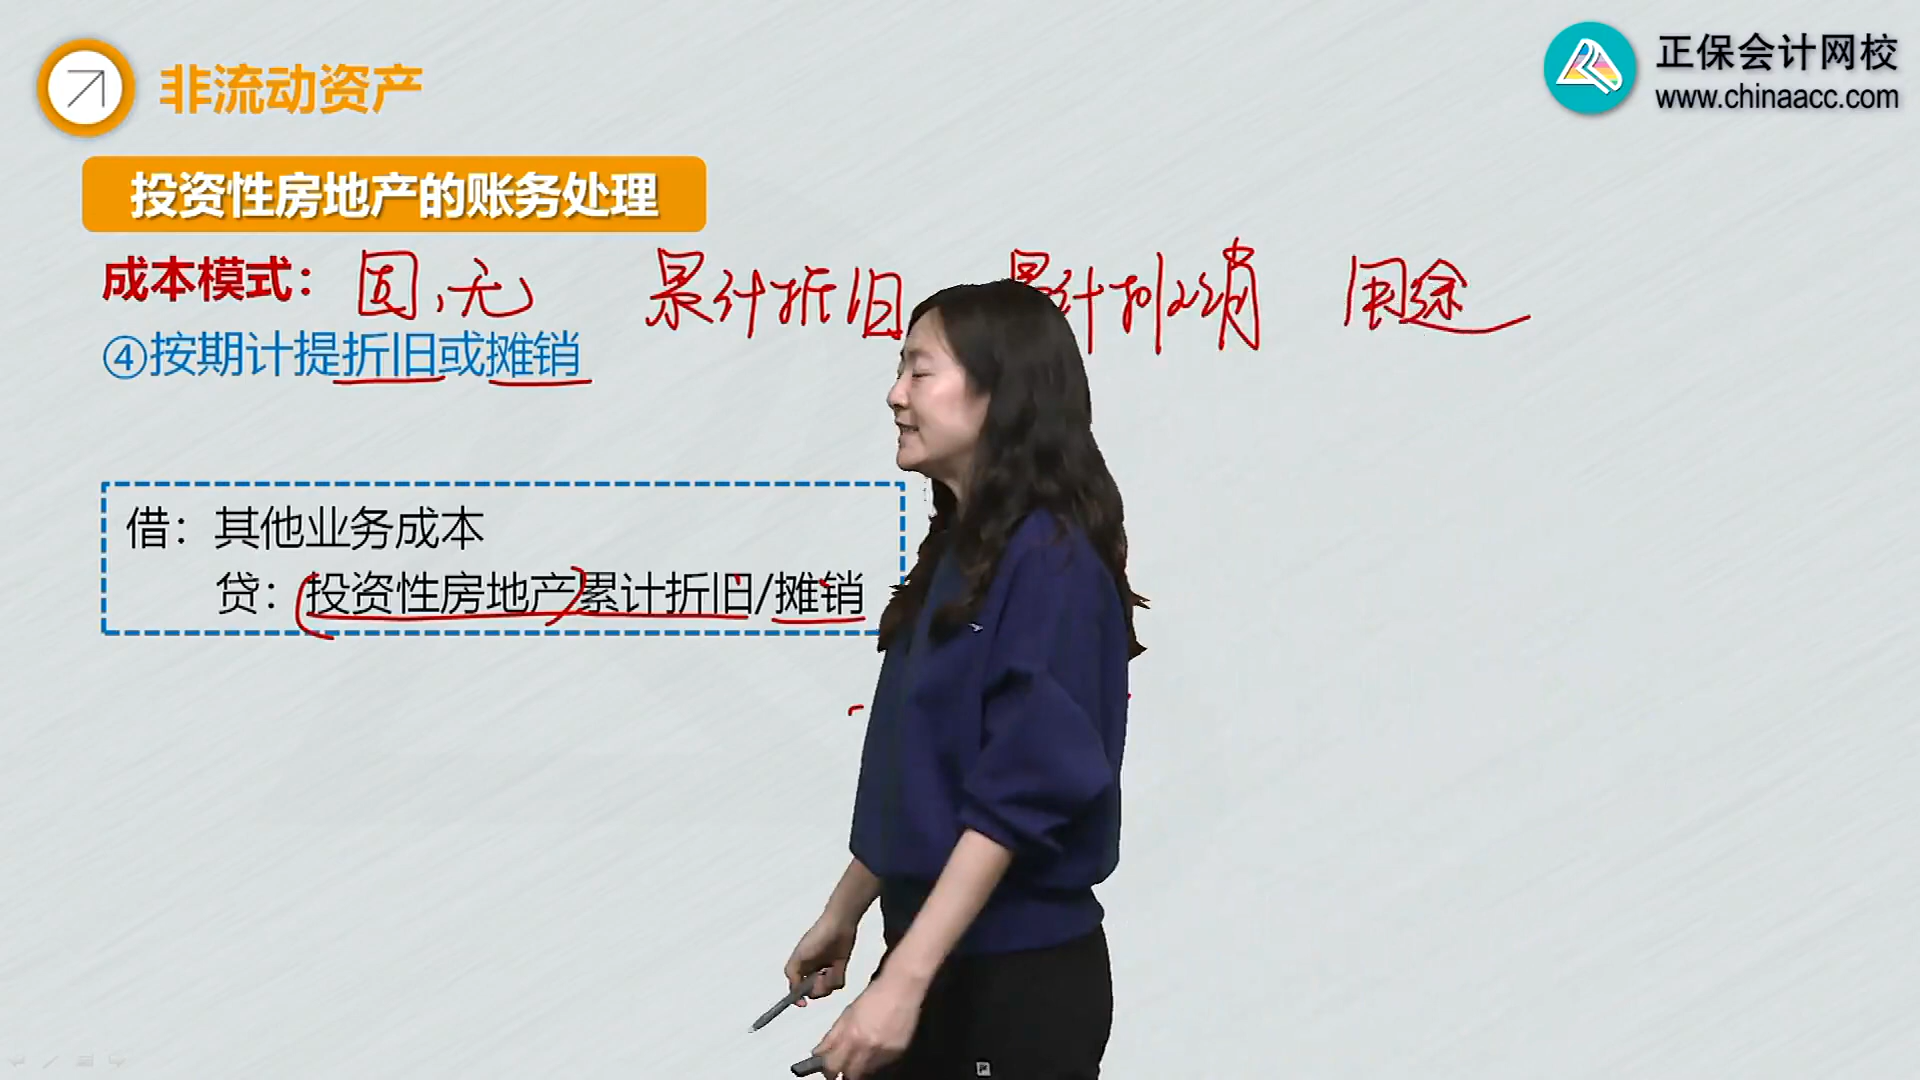 非流动资产
正保会计网校
www.chinaacc.com
投资性房地产的账务处理
成本模式： 固,无 累计折旧 累计摊销 用途
④按期计提折旧或摊销
借：其他业务成本
贷：投资性房地产累计折旧/摊销